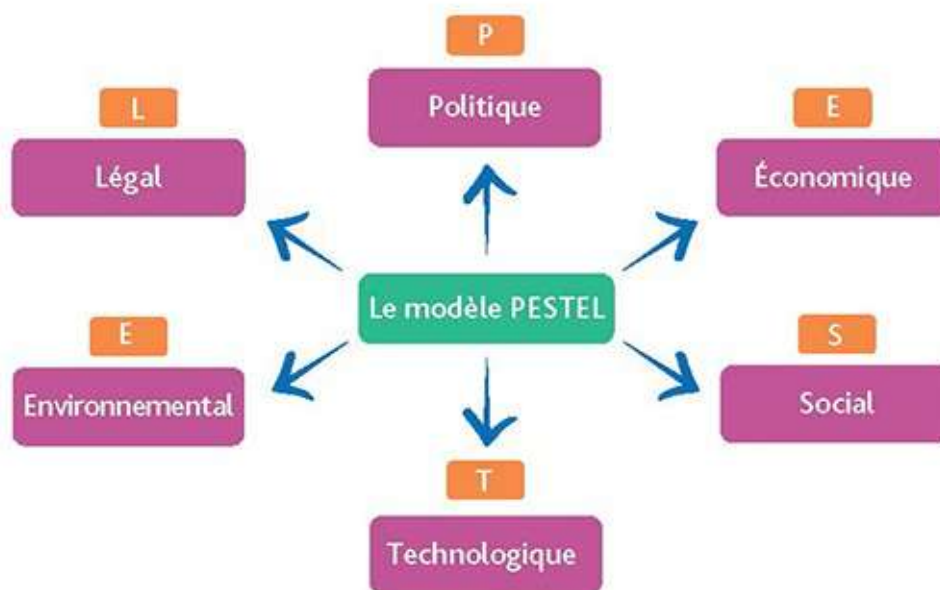 P
Politique
E
Économique
S
Social
T
Technologique
E
Environnemental
L
Légal
Le modèle PESTEL